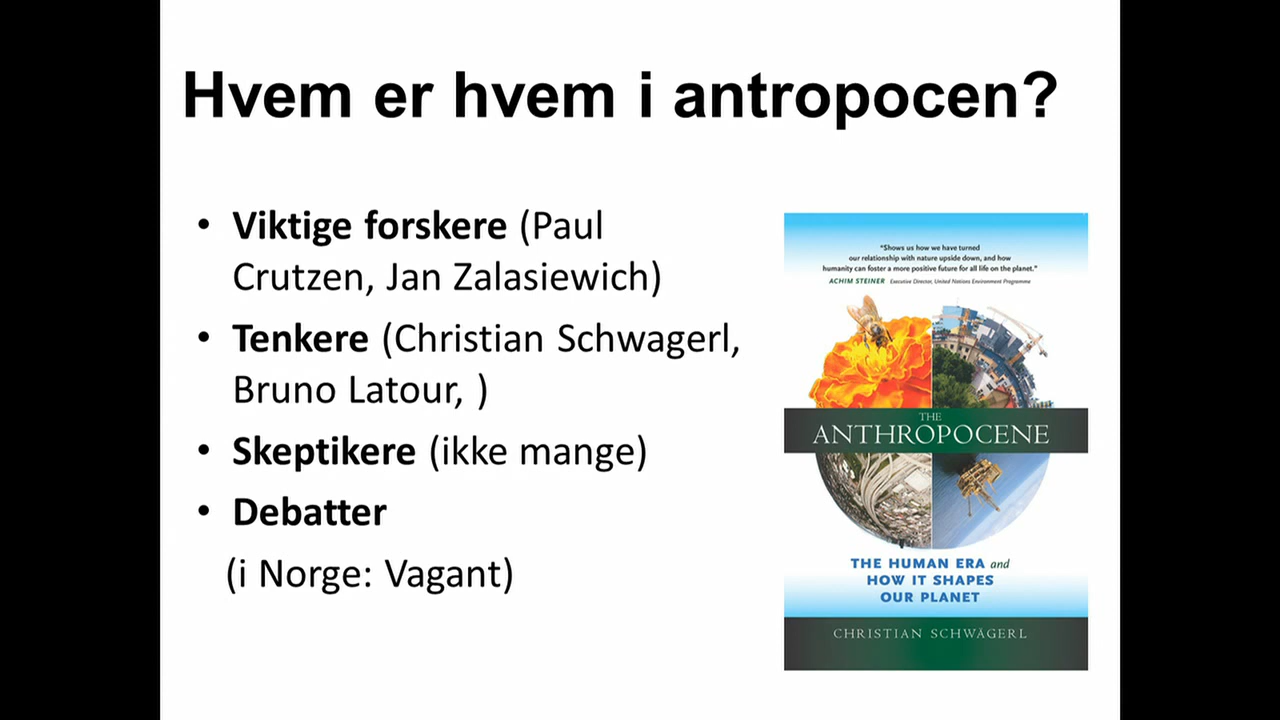 Hvem er hvem i antropocen?
• Viktige forskere (Paul
Crutzen, Jan Zalasiewich)
• Tenkere (Christian Schwagerl,
Bruno Latour, )
• Skeptikere (ikke mange)
• Debatter
(i Norge: Vagant)
"Shows us how we have turned
our relationship with nature upside down, and how
humanity can foster a more positive future for all life on the planet."
ACHIM STEINER Executive Director, United Nations Environment Programme
THE
ANTHROPOCENE
THE HUMAN ERA and
HOW IT SHAPES
OUR PLANET
CHRISTIAN SCHWÄGERL